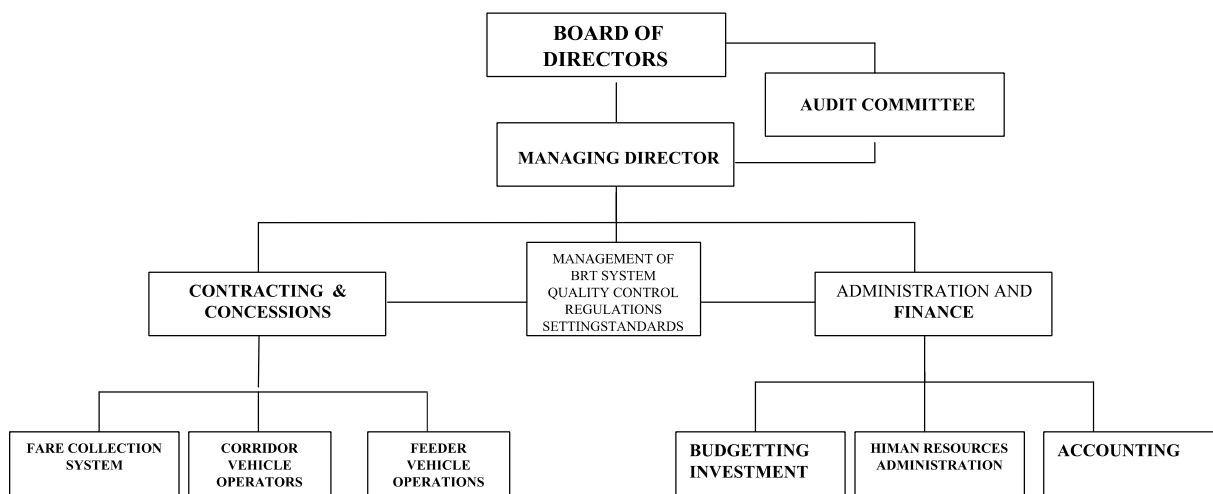 BOARD OF
DIRECTORS
AUDIT COMMITTEE
MANAGING DIRECTOR
MANAGEMENT OF
BRT SYSTEM
QUALITY CONTROL
REGULATIONS
SETTINGSTANDARDS
CONTRACTING &
CONCESSIONS
ADMINISTRATION AND
FINANCE
FARE COLLECTION
SYSTEM
CORRIDOR
VEHICLE
OPERATORS
FEEDER
VEHICLE
OPERATIONS
BUDGETTING
INVESTMENT
HIMAN RESOURCES
ADMINISTRATION
ACCOUNTING